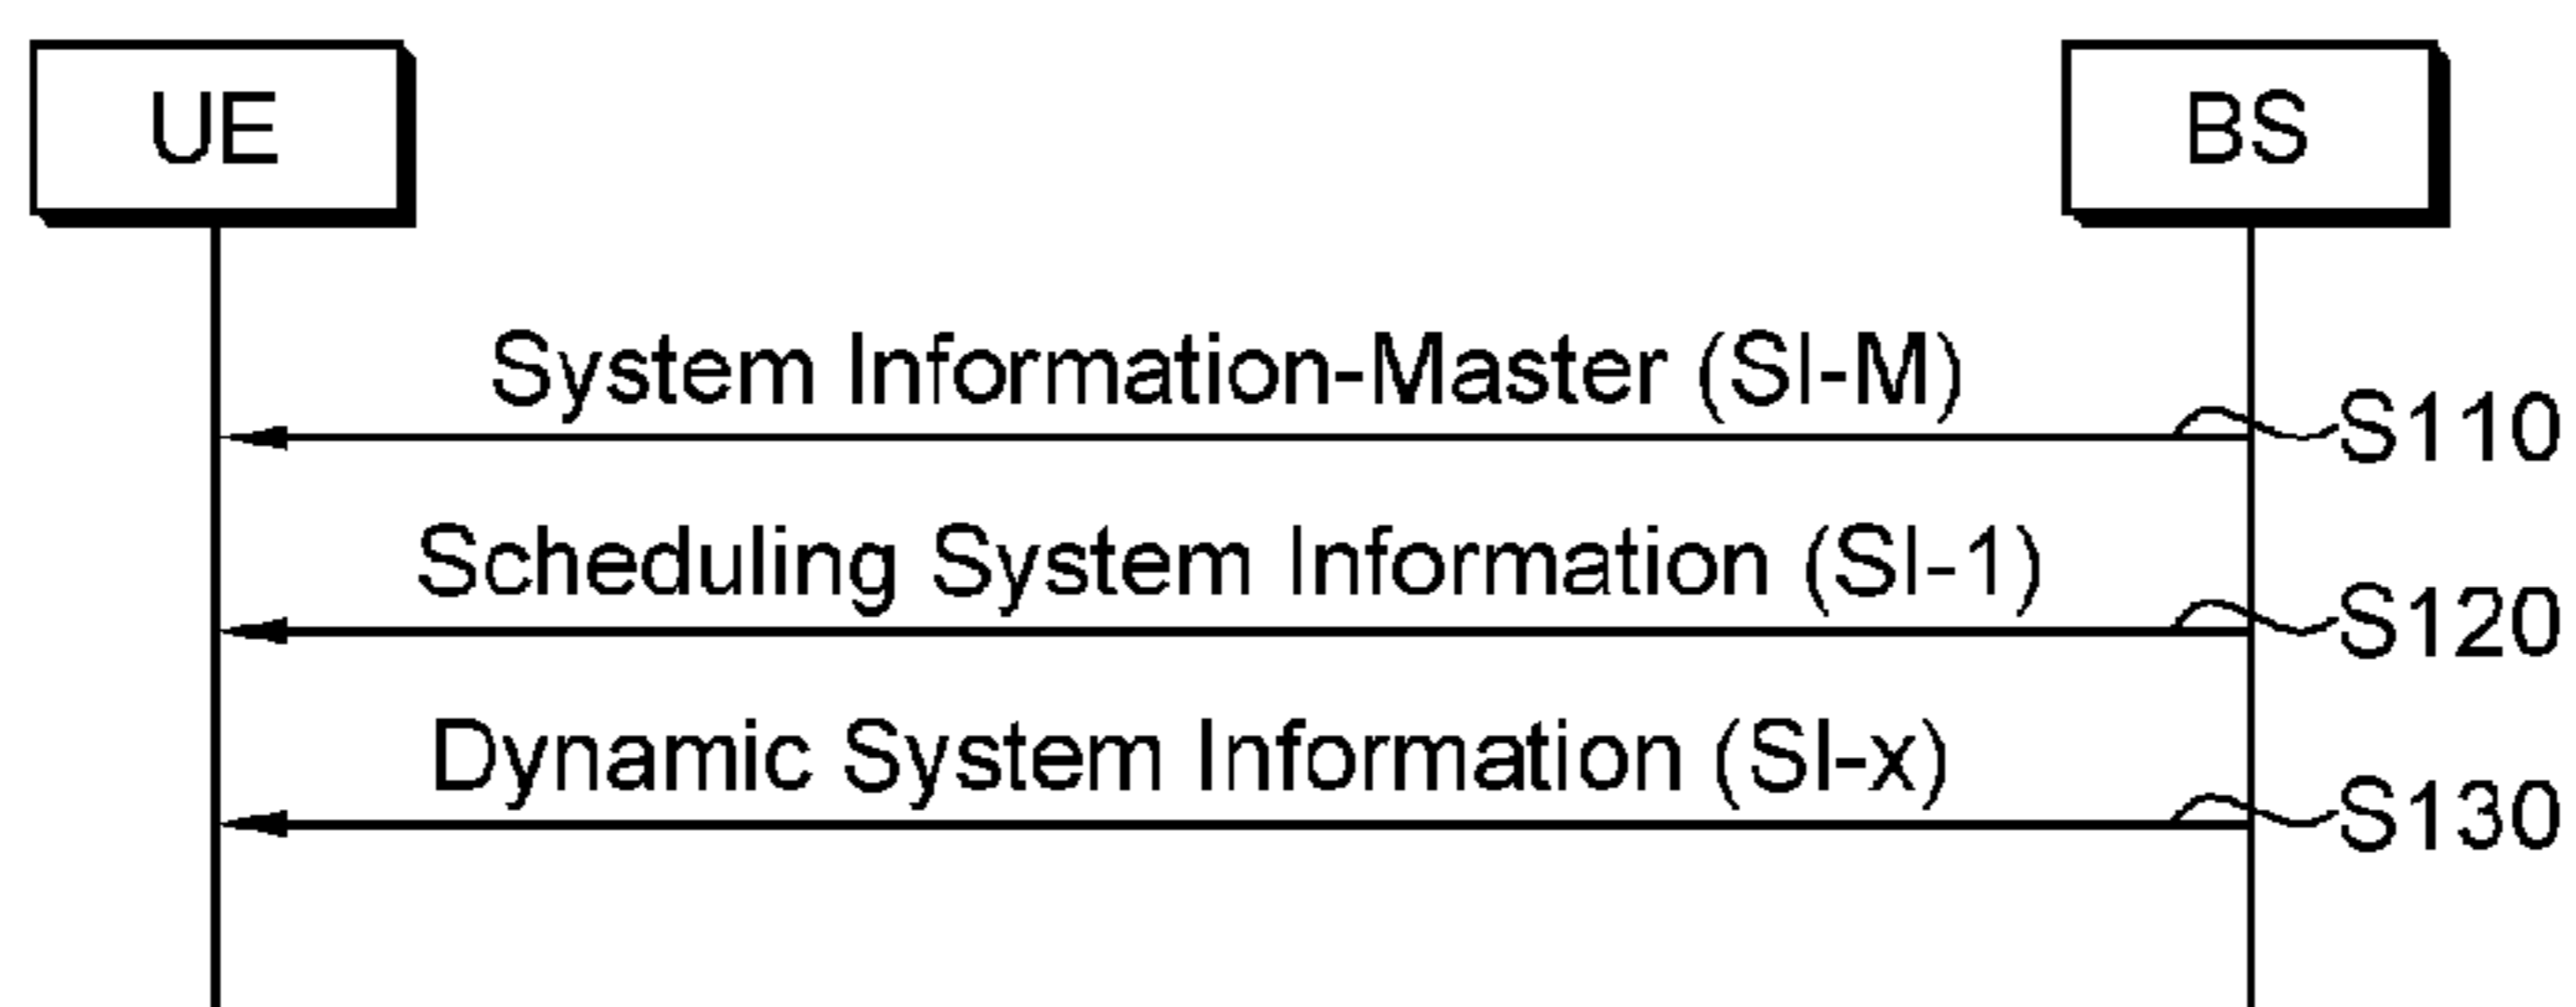 UE
BS
System Information-Master (SI-M)
S110
Scheduling System Information (SI-1)
S120
Dynamic System Information (SI-x)
S130